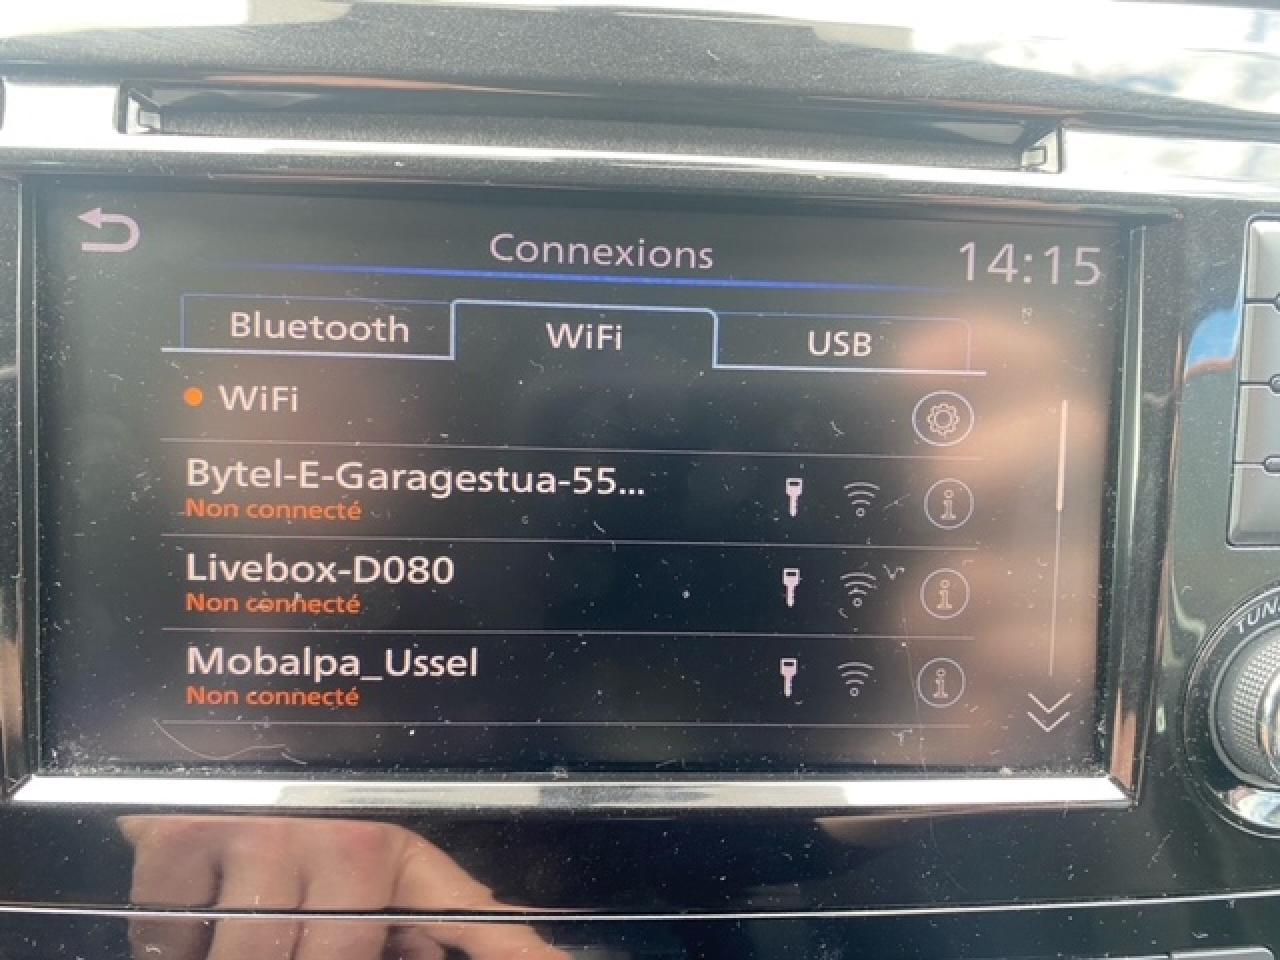 Connexions
14:15
Bluetooth
WiFi
USB
WiFi
Bytel-E-Garagestua-55...
Non connecté
Livebox-D080
Non connecté
Mobalpa_Ussel
Non connecté